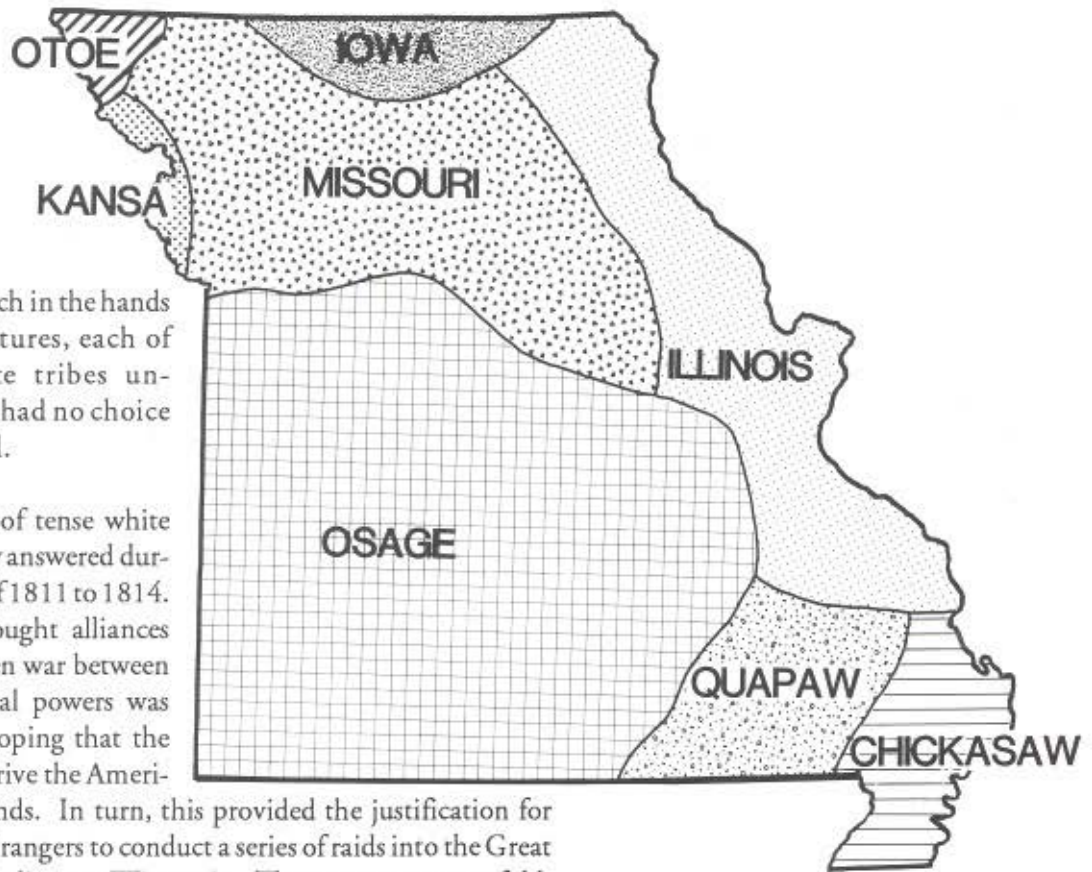 OTOE
IOWA
KANSA
MISSOURI
ILLINOIS
OSAGE
QUAPAW
CHICKASAW
ch in the hands
tures, each of
te tribes un-
had no choice
l.
of tense white
answered dur-
f 1811 to 1814.
ought alliances
en war between
al powers was
oping that the
rive the Ameri-
nds. In turn, this provided the justification for
rangers to conduct a series of raids into the Great